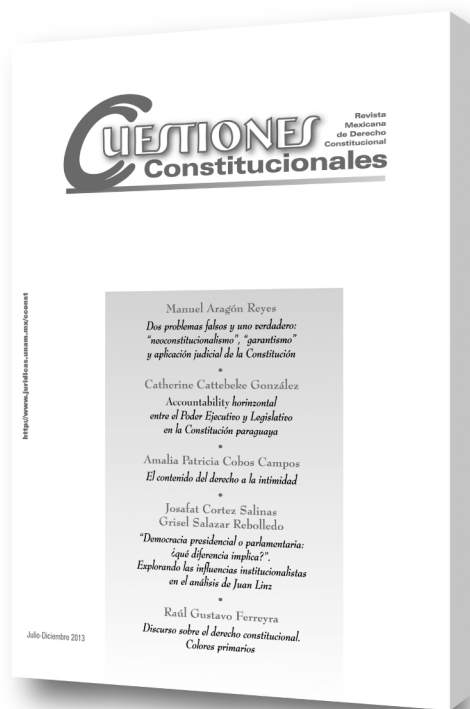 CUESTIONES
Constitucionales
Revista
Mexicana
de Derecho
Constitucional
http://www.juridicas.unam.mx/cconst
Manuel Aragón Reyes
Dos problemas falsos y uno verdadero:
“neoconstitucionalismo”, “garantismo”
y aplicación judicial de la Constitución
•
Catherine Cattebeke González
Accountability horinzontal
entre el Poder Ejecutivo y Legislativo
en la Constitución paraguaya
•
Amalia Patricia Cobos Campos
El contenido del derecho a la intimidad
•
Josafat Cortez Salinas
Grisel Salazar Rebolledo
“Democracia presidencial o parlamentaria:
¿qué diferencia implica?”.
Explorando las influencias institucionalistas
en el análisis de Juan Linz
•
Raúl Gustavo Ferreyra
Discurso sobre el derecho constitucional.
Colores primarios
Julio-Diciembre 2013